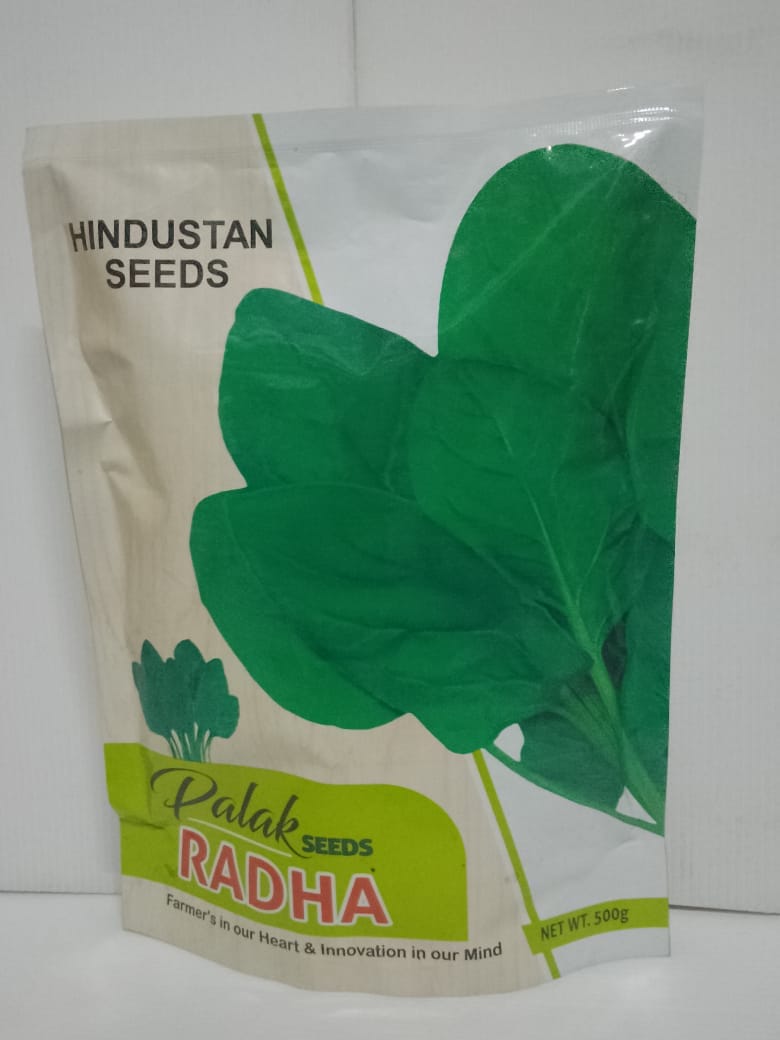 HINDUSTAN
SEEDS
Palak SEEDS
RADHA
Farmer's in our Heart & Innovation in our Mind
NET WT. 500g